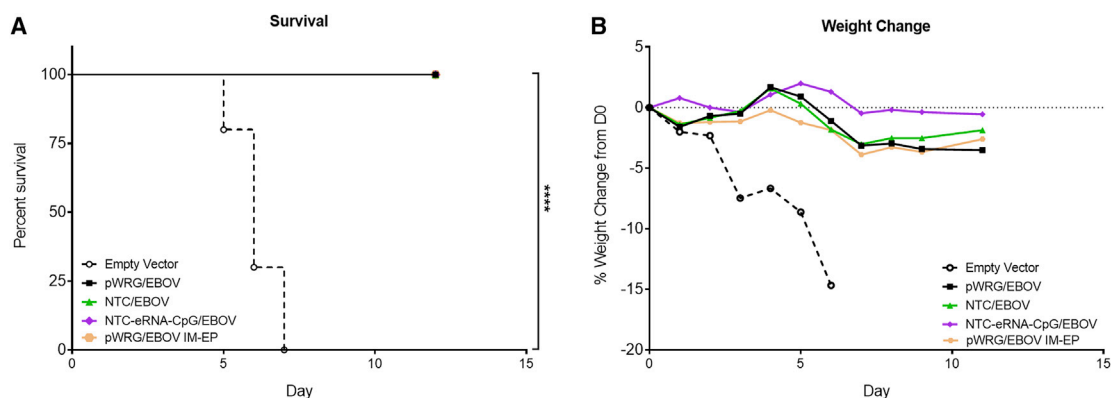 A
Survival
100
75
50
25
0
Percent survival
0
5
10
15
Day
****
Empty Vector
pWRG/EBOV
NTC/EBOV
NTC-eRNA-CpG/EBOV
pWRG/EBOV IM-EP
B
Weight Change
5
0
-5
-10
-15
-20
% Weight Change from D0
0
5
10
15
Day
Empty Vector
pWRG/EBOV
NTC/EBOV
NTC-eRNA-CpG/EBOV
pWRG/EBOV IM-EP